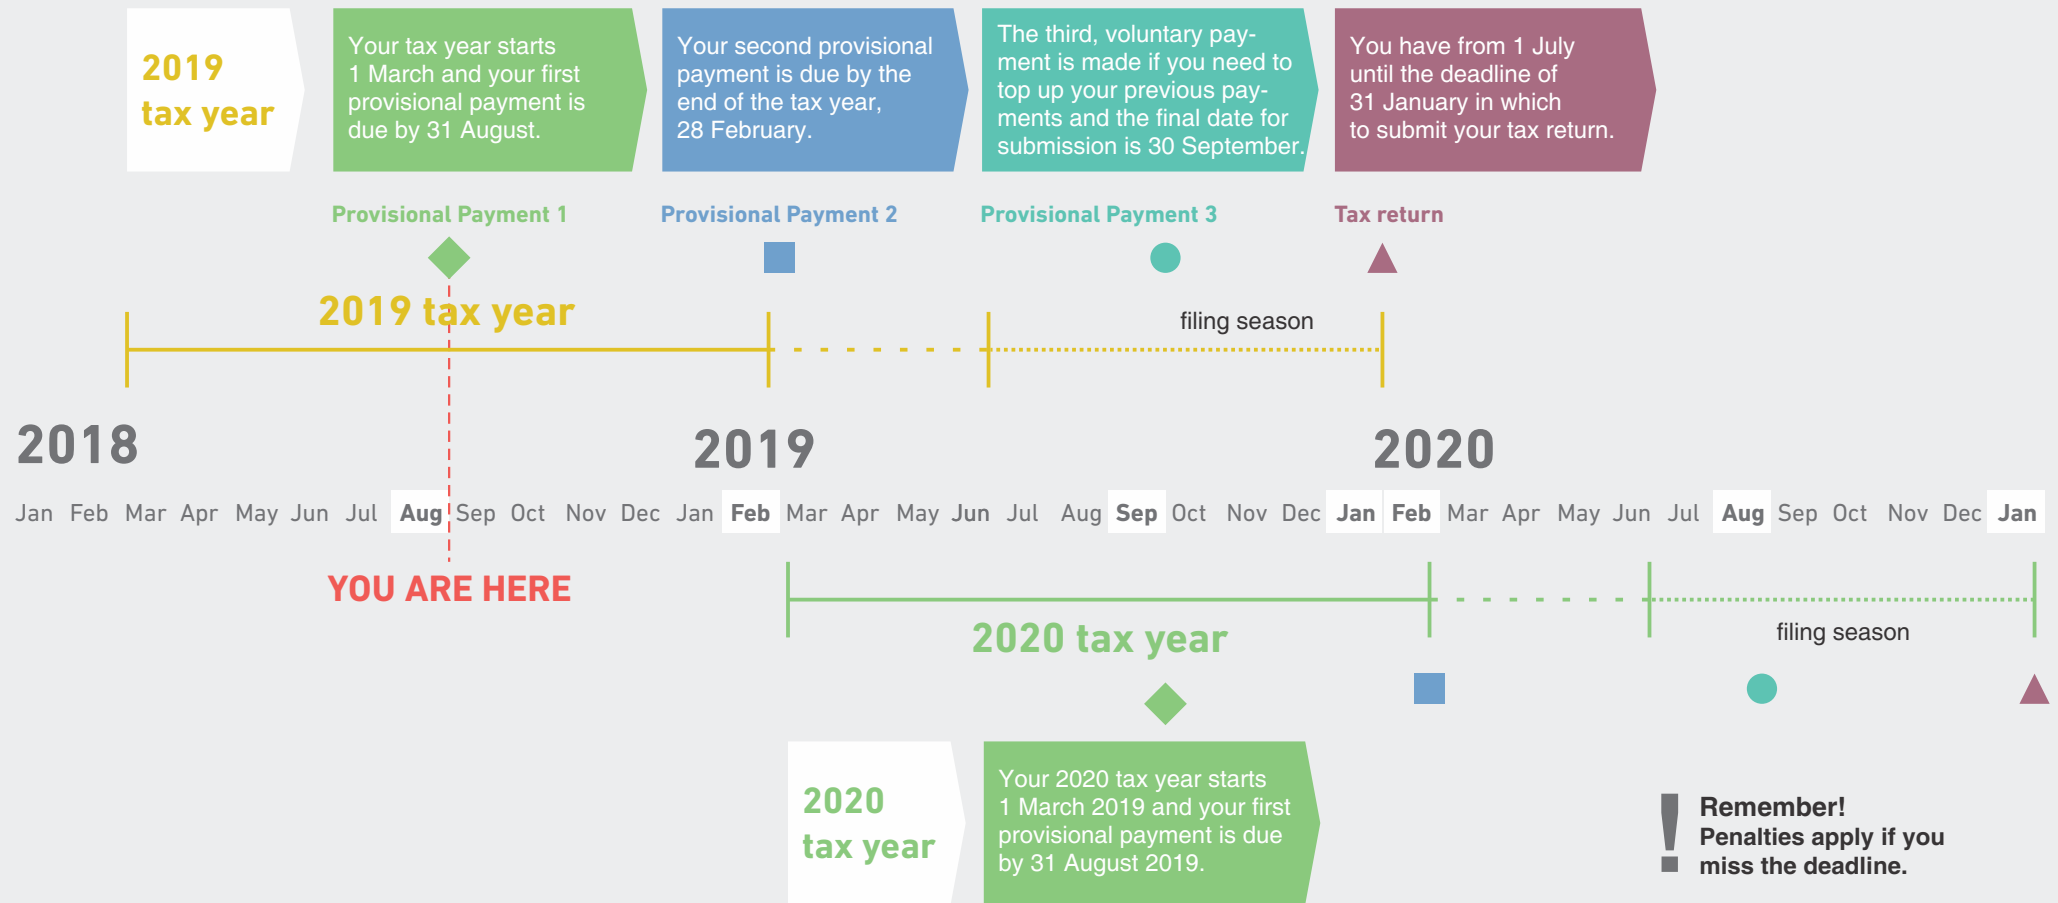 2019
tax year
Your tax year starts
1 March and your first
provisional payment is
due by 31 August.
Your second provisional
payment is due by the
end of the tax year,
28 February.
The third, voluntary pay-
ment is made if you need to
top up your previous pay-
ments and the final date for
submission is 30 September.
You have from 1 July
until the deadline of
31 January in which
to submit your tax return.
Provisional Payment 1
Provisional Payment 2
Provisional Payment 3
Tax return
2019 tax year
filing season
2018
2019
2020
Jan Feb Mar Apr May Jun Jul Aug Sep Oct Nov Dec Jan Feb Mar Apr May Jun Jul Aug Sep Oct Nov Dec Jan Feb Mar Apr May Jun Jul Aug Sep Oct Nov Dec Jan
YOU ARE HERE
2020 tax year
filing season
2020
tax year
Your 2020 tax year starts
1 March 2019 and your first
provisional payment is due
by 31 August 2019.
! Remember!
Penalties apply if you
miss the deadline.